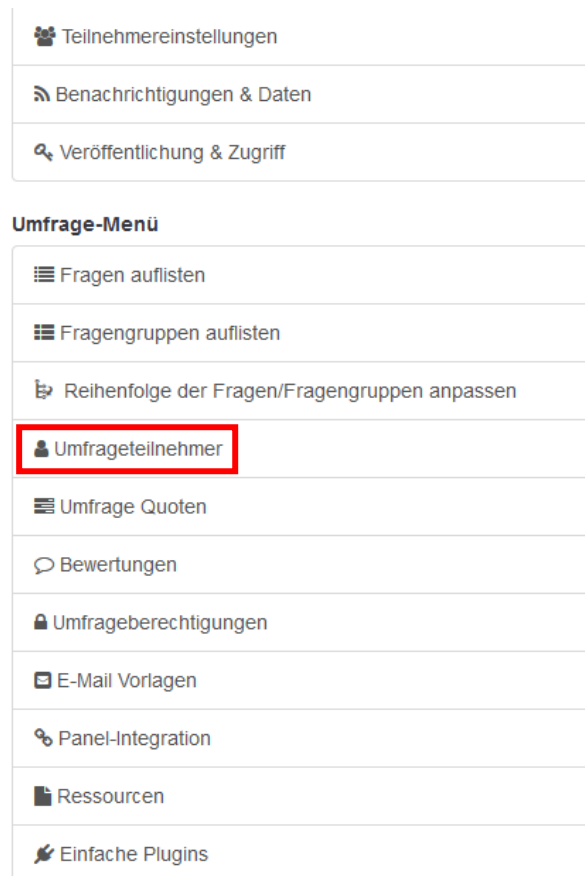 Teilnehmereinstellungen
Benachrichtigungen & Daten
Veröffentlichung & Zugriff
Umfrage-Menü
Fragen auflisten
Fragengruppen auflisten
Reihenfolge der Fragen/Fragengruppen anpassen
Umfrageteilnehmer
Umfrage Quoten
Bewertungen
Umfrageberechtigungen
E-Mail Vorlagen
Panel-Integration
Ressourcen
Einfache Plugins